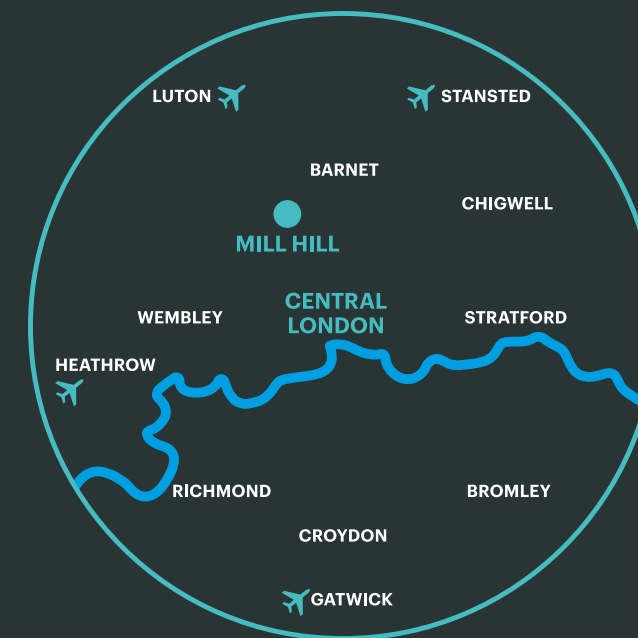 LUTON
STANSTED
BARNET
CHIGWELL
MILL HILL
CENTRAL
LONDON
WEMBLEY
STRATFORD
HEATHROW
RICHMOND
BROMLEY
CROYDON
GATWICK